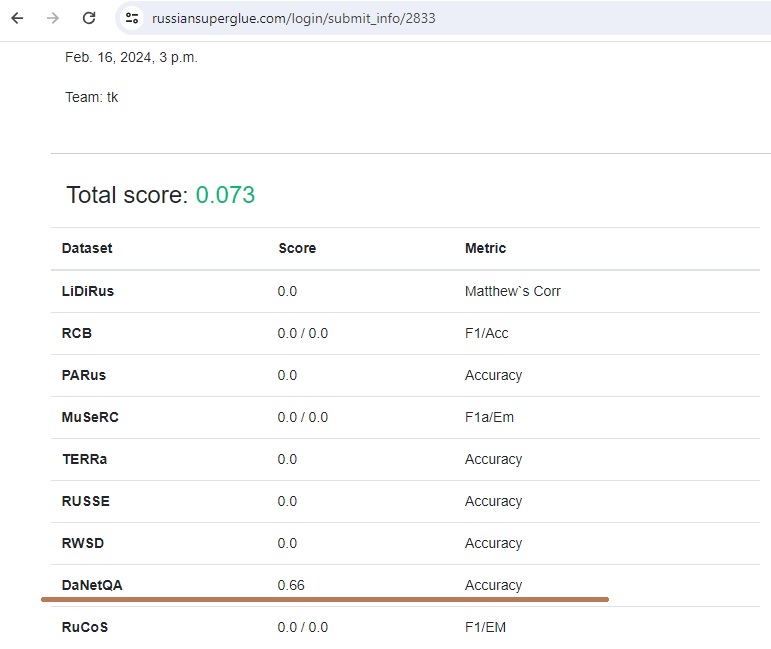 russiansuperglue.com/login/submit_info/2833
Feb. 16, 2024, 3 p.m.
Team: tk
Total score: 0.073
Dataset Score Metric
LiDiRus 0.0 Matthew`s Corr
RCB 0.0 / 0.0 F1/Acc
PARus 0.0 Accuracy
MuSeRC 0.0 / 0.0 F1a/Em
TERRa 0.0 Accuracy
RUSSE 0.0 Accuracy
RWSD 0.0 Accuracy
DaNetQA 0.66 Accuracy
RuCoS 0.0 / 0.0 F1/EM